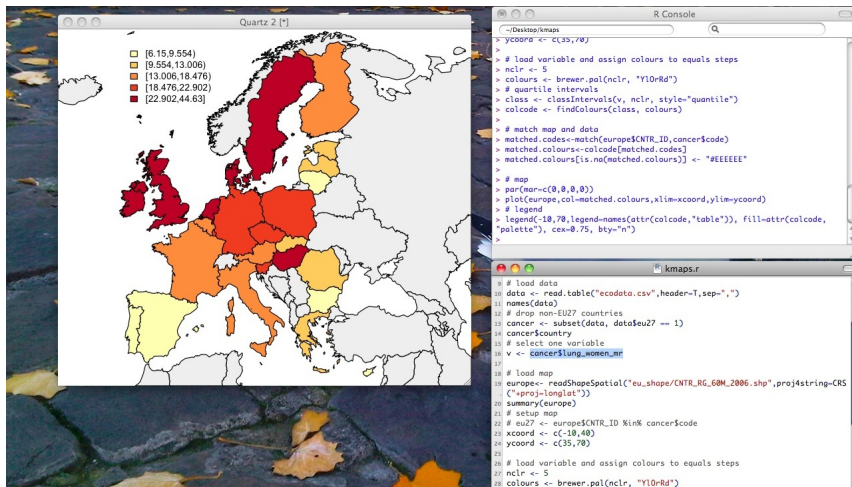 Quartz 2 [*]
[6.15,9.554)
[9.554,13.006)
[13.006,18.476)
[18.476,22.902)
[22.902,44.63]
R Console
~/Desktop/kmaps
> ycoord <- c(35,70)
>
> # load variable and assign colours to equals steps
> nclr <- 5
> colours <- brewer.pal(nclr, "YlOrRd")
> # quartile intervals
> class <- classIntervals(v, nclr, style="quantile")
> colcode <- findColours(class, colours)
>
> # match map and data
> matched.codes<-match(europe$CNTR_ID,cancer$code)
> matched.colours<-colcode[matched.codes]
> matched.colours[is.na(matched.colours)] <- "#EEEEEE"
>
> # map
> par(mar=c(0,0,0,0))
> plot(europe,col=matched.colours,xlim=xcoord,ylim=ycoord)
> # legend
> legend(-10,70,legend=names(attr(colcode,"table")), fill=attr(colcode,
"palette"), cex=0.75, bty="n")
>
kmaps.r
9 # load data
10 data <- read.table("ecodata.csv",header=T,sep=",")
11 names(data)
12 # drop non-EU27 countries
13 cancer <- subset(data, data$eu27 == 1)
14 cancer$country
15 # select one variable
16 v <- cancer$lung_women_mr
17
18 # load map
19 europe<- readShapeSpatial("eu_shape/CNTR_RG_60M_2006.shp",proj4string=CRS
("+proj=longlat"))
20 summary(europe)
21 # setup map
22 # eu27 <- europe$CNTR_ID %in% cancer$code
23 xcoord <- c(-10,40)
24 ycoord <- c(35,70)
25
26 # load variable and assign colours to equals steps
27 nclr <- 5
28 colours <- brewer.pal(nclr, "YlOrRd")